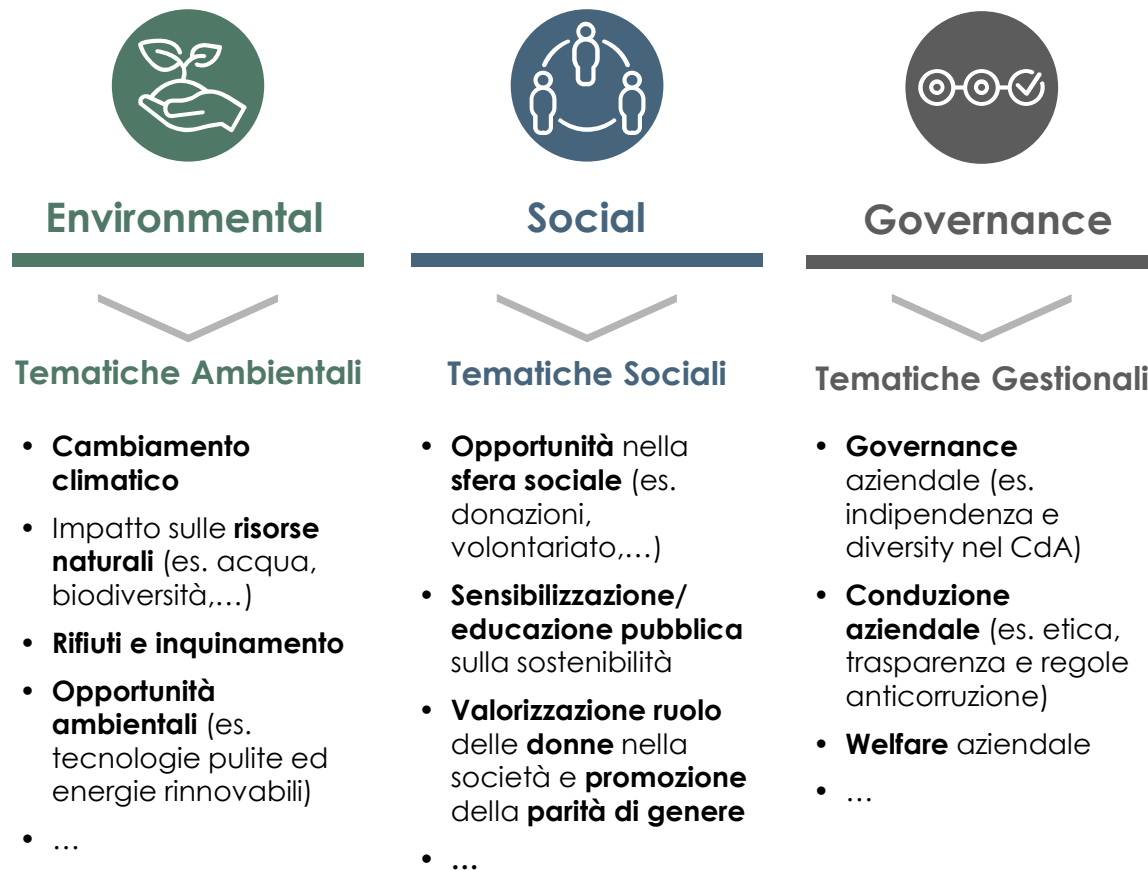 Environmental
Tematiche Ambientali
• Cambiamento
climatico
• Impatto sulle risorse
naturali (es. acqua,
biodiversità,…)
• Rifiuti e inquinamento
• Opportunità
ambientali (es.
tecnologie pulite ed
energie rinnovabili)
• …
Social
Tematiche Sociali
• Opportunità nella
sfera sociale (es.
donazioni,
volontariato,…)
• Sensibilizzazione/
educazione pubblica
sulla sostenibilità
• Valorizzazione ruolo
delle donne nella
società e promozione
della parità di genere
• …
Governance
Tematiche Gestionali
• Governance
aziendale (es.
indipendenza e
diversity nel CdA)
• Conduzione
aziendale (es. etica,
trasparenza e regole
anticorruzione)
• Welfare aziendale
• …